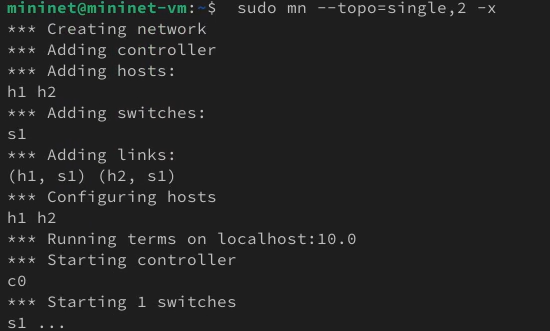 mininet@mininet-vm:~$ sudo mn --topo=single,2 -x
*** Creating network
*** Adding controller
*** Adding hosts:
h1 h2
*** Adding switches:
s1
*** Adding links:
(h1, s1) (h2, s1)
*** Configuring hosts
h1 h2
*** Running terms on localhost:10.0
*** Starting controller
c0
*** Starting 1 switches
s1 ...